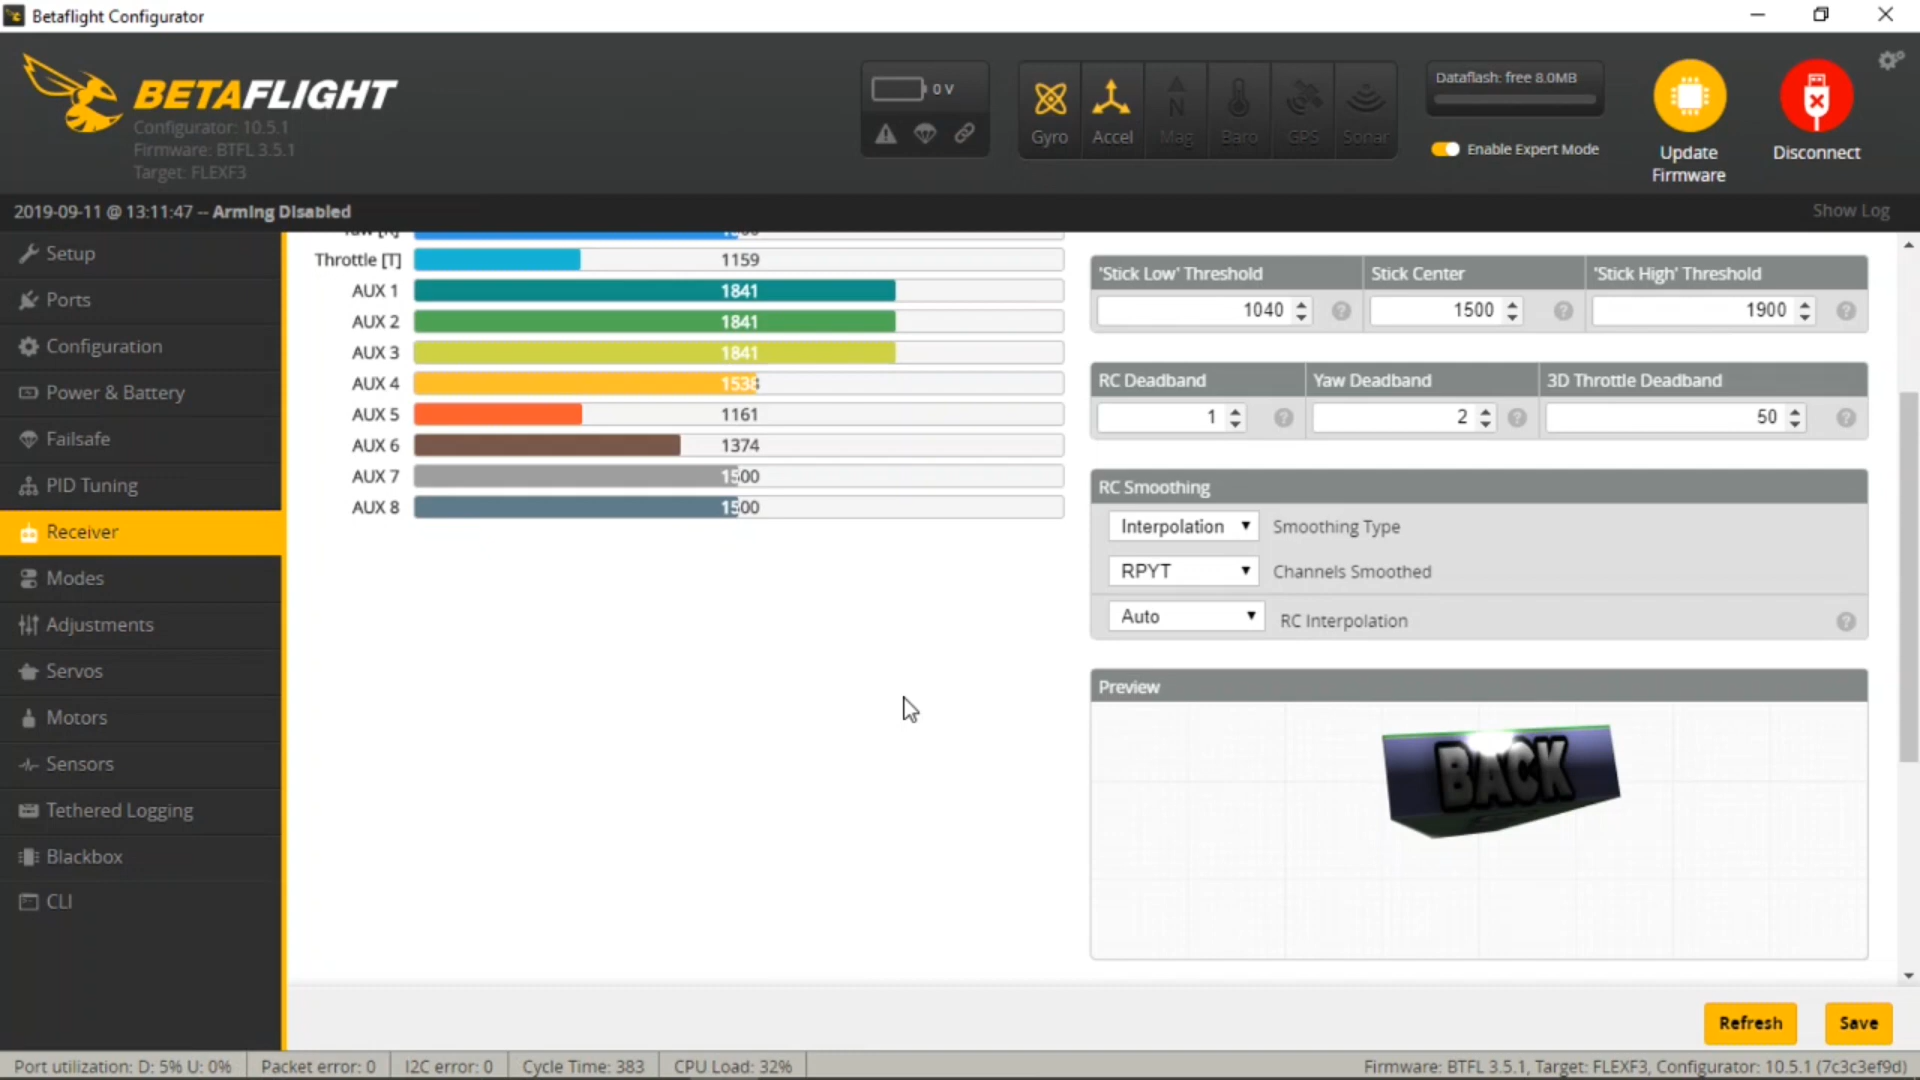 Betaflight Configurator
BETAFLIGHT
Configurator: 10.5.1
Firmware: BTFL 3.5.1
Target: FLEXF3
0 V
Gyro
Accel
Mag
Baro
GPS
Sonar
Dataflash: free 8.0MB
Enable Expert Mode
Update
Firmware
Disconnect
2019-09-11 @ 13:11:47 -- Arming Disabled
Show Log
Setup
Ports
Configuration
Power & Battery
Failsafe
PID Tuning
Receiver
Modes
Adjustments
Servos
Motors
Sensors
Tethered Logging
Blackbox
CLI
Throttle [T] 1159
AUX 1 1841
AUX 2 1841
AUX 3 1841
AUX 4 1538
AUX 5 1161
AUX 6 1374
AUX 7 1500
AUX 8 1500
'Stick Low' Threshold Stick Center 'Stick High' Threshold
1040 1500 1900
RC Deadband Yaw Deadband 3D Throttle Deadband
1 2 50
RC Smoothing
Interpolation Smoothing Type
RPYT Channels Smoothed
Auto RC Interpolation
Preview
BACK
Refresh Save
Port utilization: D: 5% U: 0% Packet error: 0 I2C error: 0 Cycle Time: 383 CPU Load: 32% Firmware: BTFL 3.5.1, Target: FLEXF3, Configurator: 10.5.1 (7c3c3ef9d)